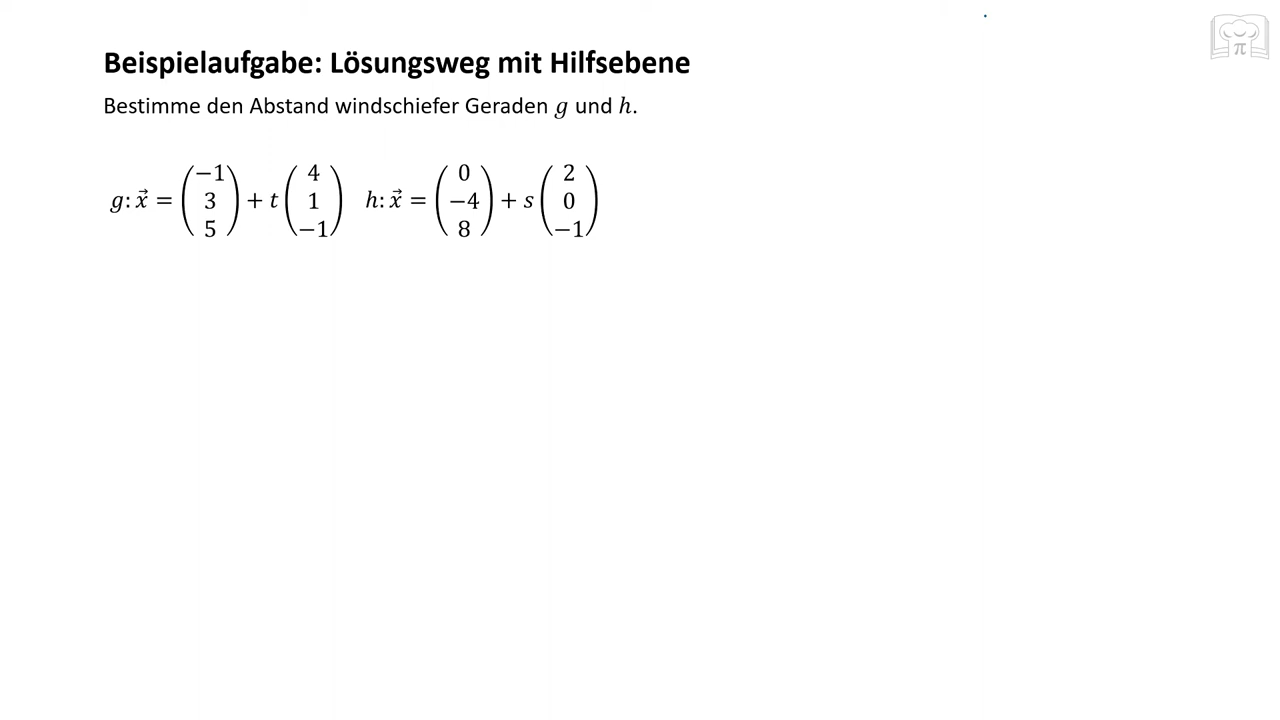 Beispielaufgabe: Lösungsweg mit Hilfsebene
Bestimme den Abstand windschiefer Geraden g und h.
g: x⃗ = (−1 3 5) + t (4 1 −1) h: x⃗ = (0 −4 8) + s (2 0 −1)
π